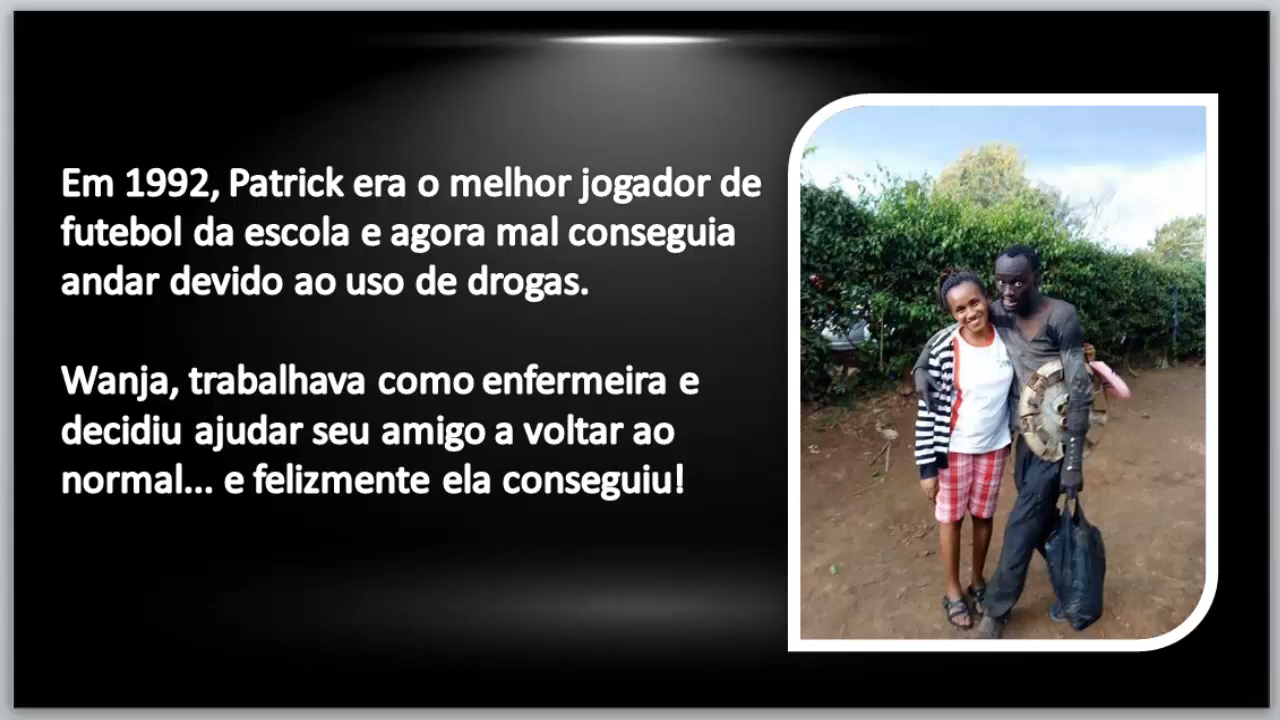 Em 1992, Patrick era o melhor jogador de
futebol da escola e agora mal conseguia
andar devido ao uso de drogas.
Wanja, trabalhava como enfermeira e
decidiu ajudar seu amigo a voltar ao
normal... e felizmente ela conseguiu!